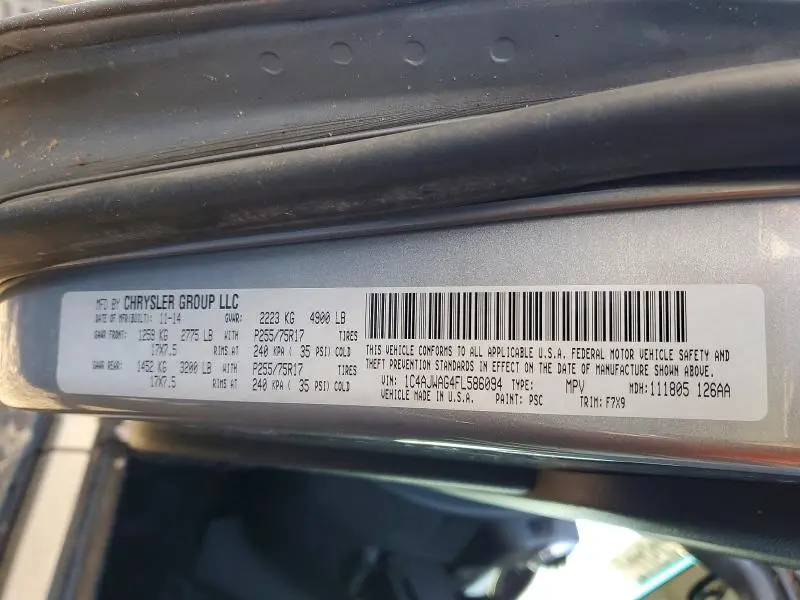 MFD BY CHRYSLER GROUP LLC
DATE OF MFR(BUILT): 11-14 GVWR: 2223 KG 4900 LB
GAWR FRONT: 1259 KG 2775 LB WITH P255/75R17 TIRES
17X7.5 RIMS AT 240 KPA ( 35 PSI) COLD
GAWR REAR: 1452 KG 3200 LB WITH P255/75R17 TIRES
17X7.5 RIMS AT 240 KPA ( 35 PSI) COLD
THIS VEHICLE CONFORMS TO ALL APPLICABLE U.S.A. FEDERAL MOTOR VEHICLE SAFETY AND
THEFT PREVENTION STANDARDS IN EFFECT ON THE DATE OF MANUFACTURE SHOWN ABOVE.
VIN: 1C4AJWAG4FL586094 TYPE: MPV MDH: 111805 126AA
VEHICLE MADE IN U.S.A. PAINT: PSC TRIM: F7X9